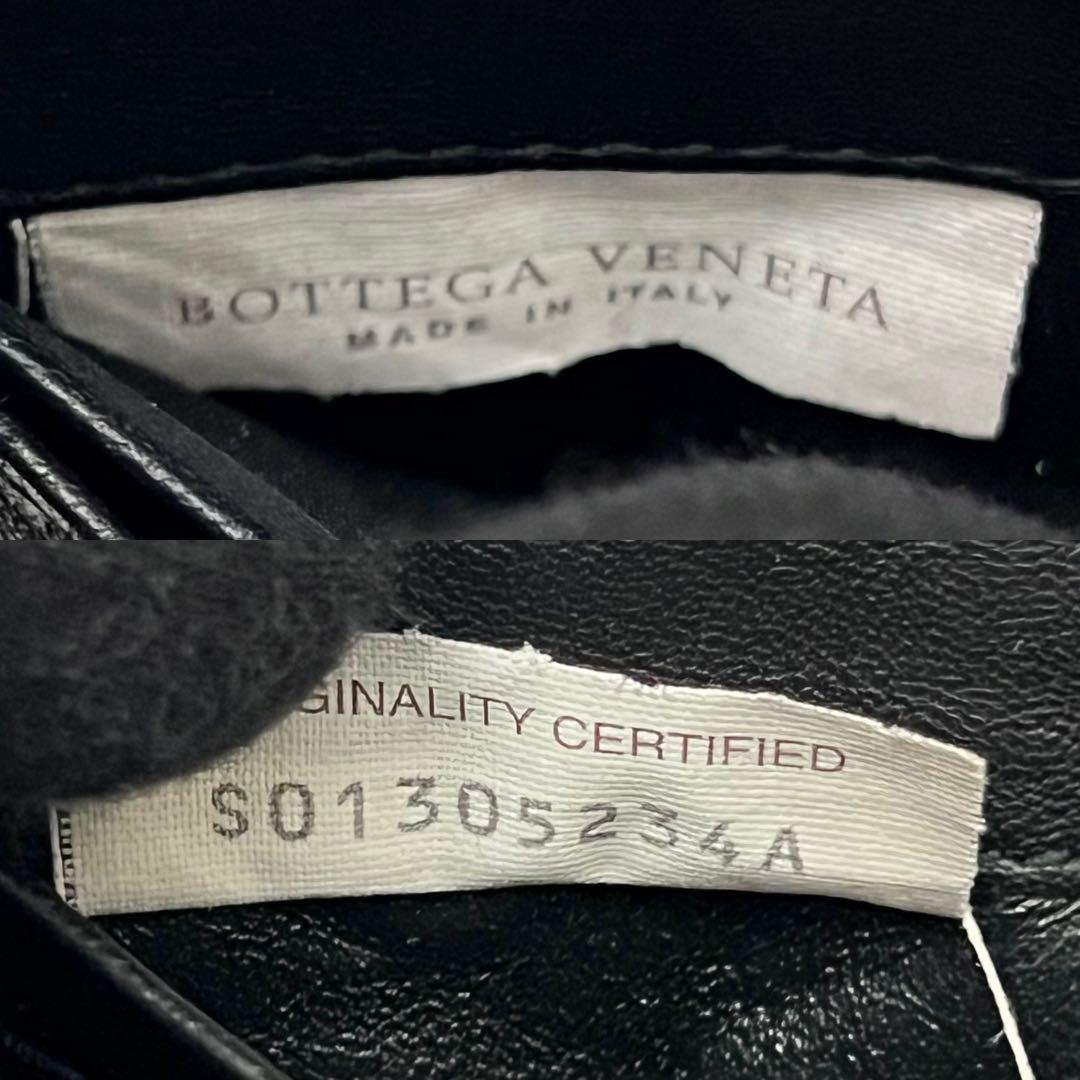 BOTTEGA VENETA
MADE IN ITALY
GINALITY CERTIFIED
S01305234A